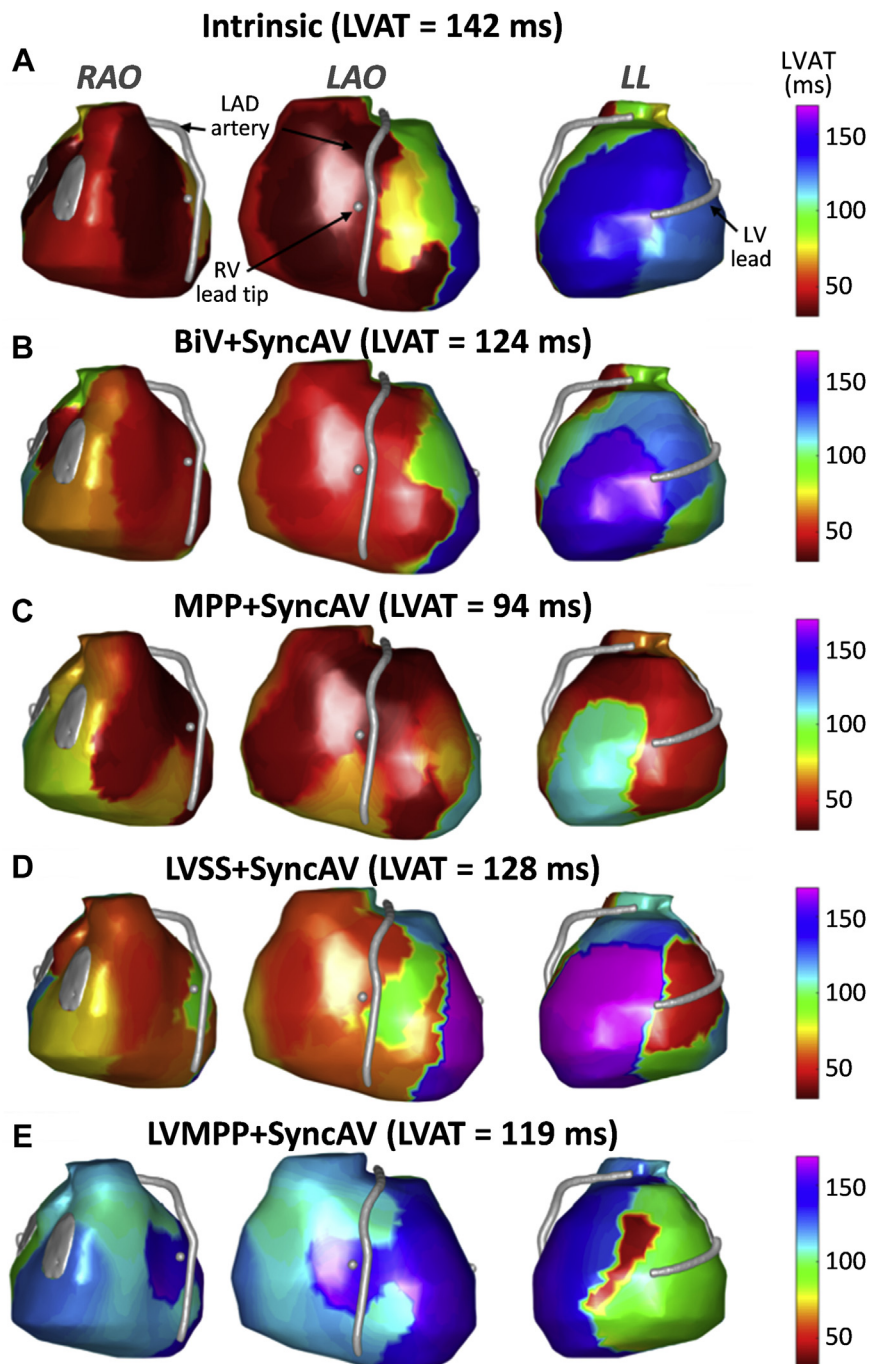 Intrinsic (LVAT = 142 ms)
A
RAO
LAO
LL
LVAT
(ms)
LAD
artery
RV
lead tip
LV
lead
150
100
50
BiV+SyncAV (LVAT = 124 ms)
B
150
100
50
MPP+SyncAV (LVAT = 94 ms)
C
150
100
50
LVSS+SyncAV (LVAT = 128 ms)
D
150
100
50
LVMPP+SyncAV (LVAT = 119 ms)
E
150
100
50